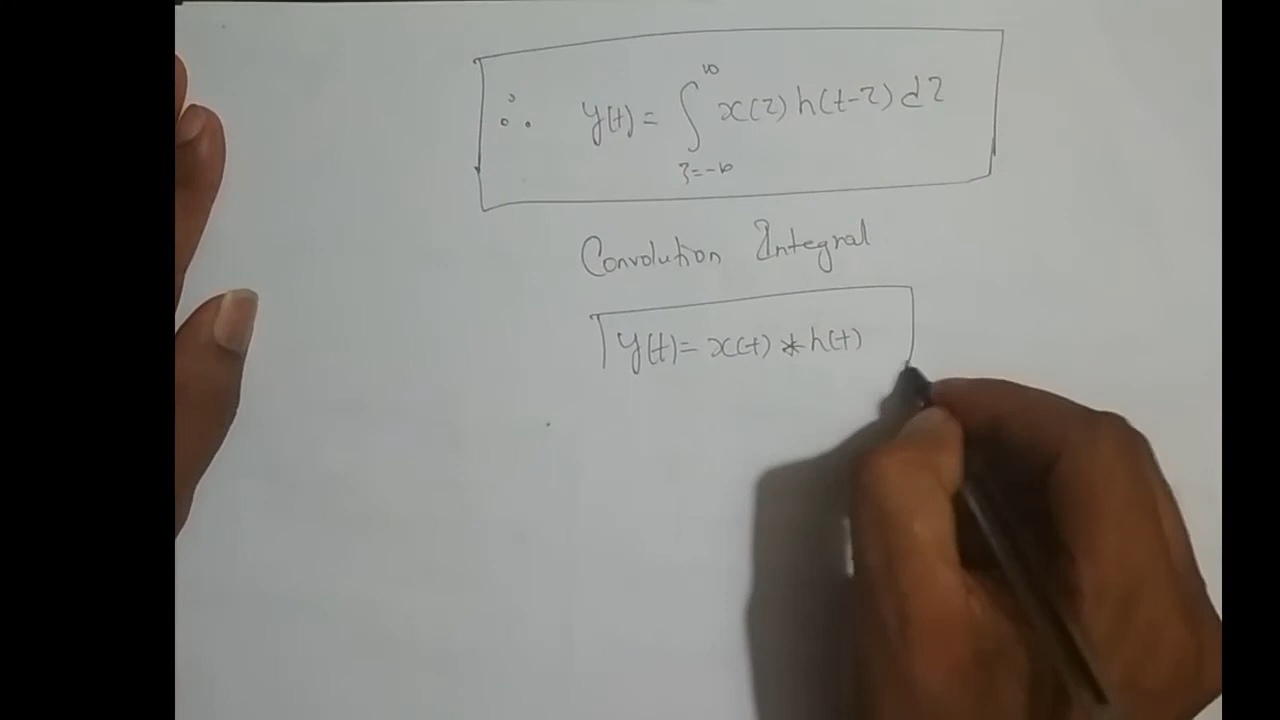 ∴ y(t) = ∫_{τ=-∞}^{∞} x(τ) h(t-τ) dτ
Convolution Integral
y(t) = x(t) * h(t)